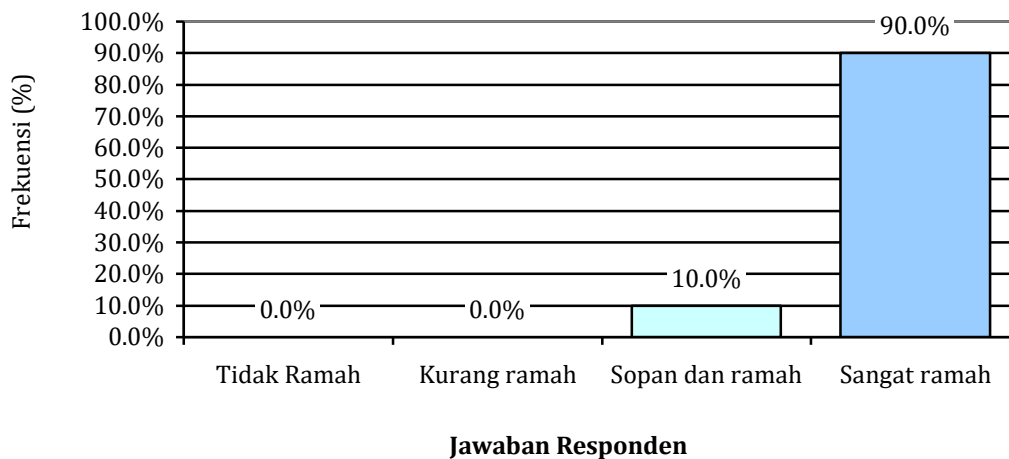 Frekuensi (%)
100.0%
90.0%
80.0%
70.0%
60.0%
50.0%
40.0%
30.0%
20.0%
10.0%
0.0%
0.0%
0.0%
10.0%
90.0%
Tidak Ramah
Kurang ramah
Sopan dan ramah
Sangat ramah
Jawaban Responden